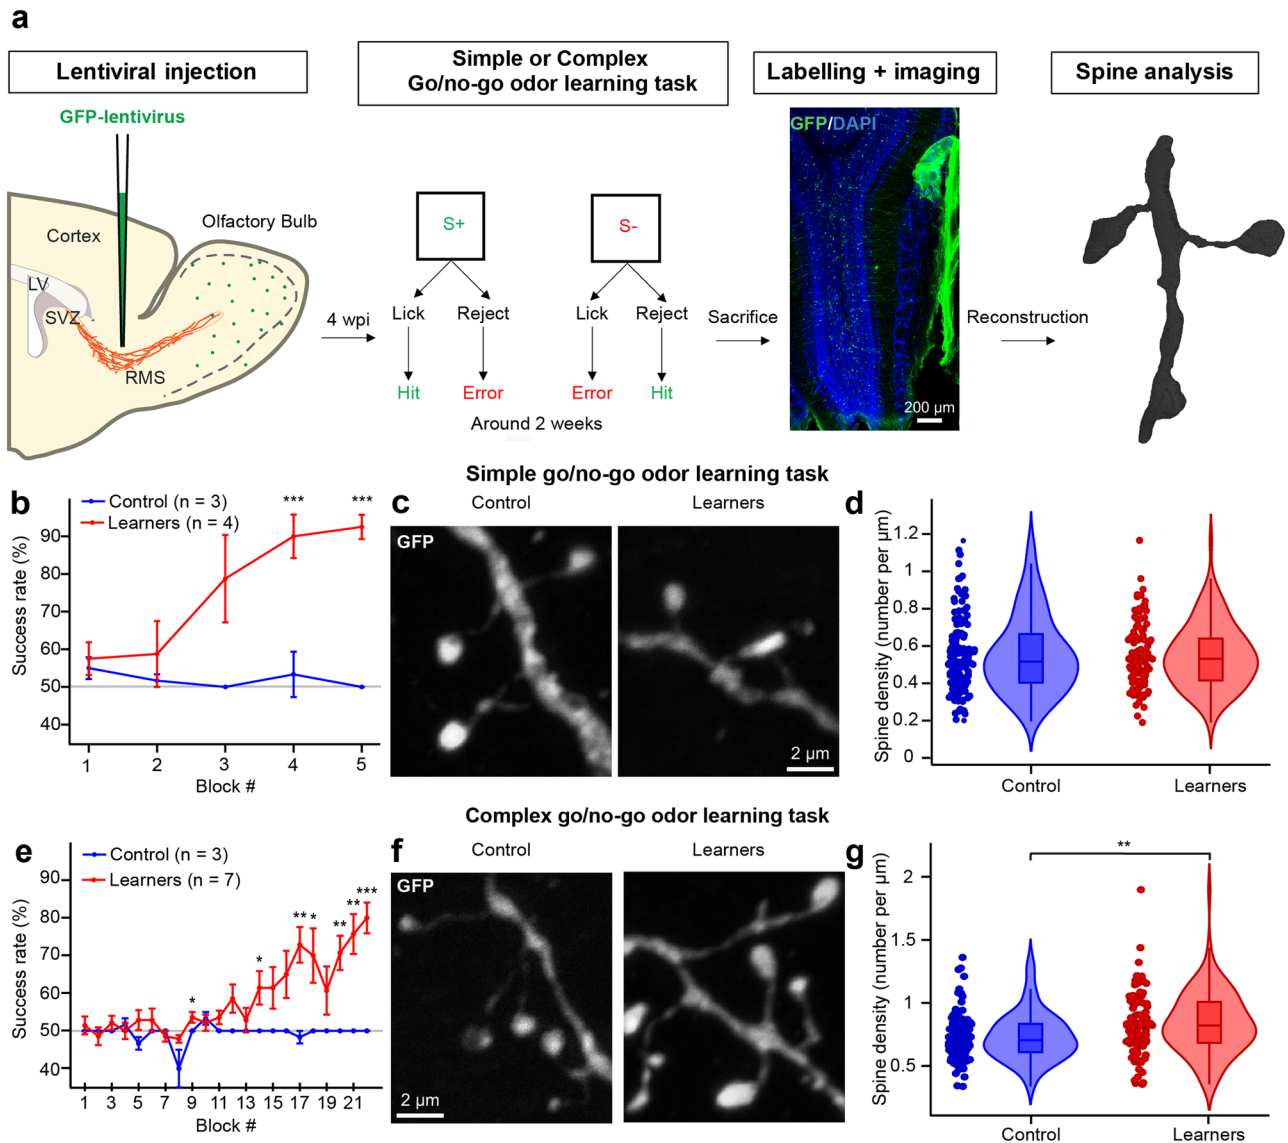 a
Lentiviral injection
Simple or Complex
Go/no-go odor learning task
Labelling + imaging
Spine analysis
GFP-lentivirus
Cortex
Olfactory Bulb
LV
SVZ
RMS
4 wpi
S+
S-
Lick
Reject
Lick
Reject
Hit
Error
Error
Hit
Around 2 weeks
Sacrifice
GFP/DAPI
200 µm
Reconstruction
Simple go/no-go odor learning task
b
Control (n = 3)
Learners (n = 4)
***
***
Success rate (%)
90
80
70
60
50
40
1
2
3
4
5
Block #
c
Control
Learners
GFP
2 µm
d
Spine density (number per µm)
1.2
1
0.8
0.6
0.4
0.2
0
Control
Learners
Complex go/no-go odor learning task
e
Control (n = 3)
Learners (n = 7)
*
*
**
*
**
**
***
Success rate (%)
90
80
70
60
50
40
1
3
5
7
9
11
13
15
17
19
21
Block #
f
Control
Learners
GFP
2 µm
g
**
Spine density (number per µm)
2
1.5
1
0.5
Control
Learners